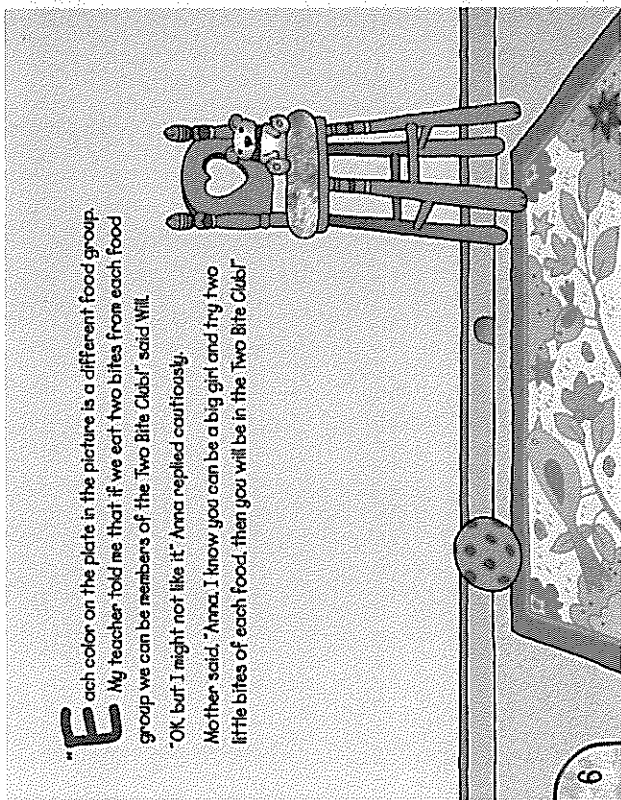 "Each color on the plate in the picture is a different food group.
My teacher told me that if we eat two bites from each food
group we can be members of the Two Bite Club!" said Will.
"OK, but I might not like it," Anna replied cautiously.
Mother said, "Anna, I know you can be a big girl and try two
little bites of each food, then you will be in the Two Bite Club!"
6